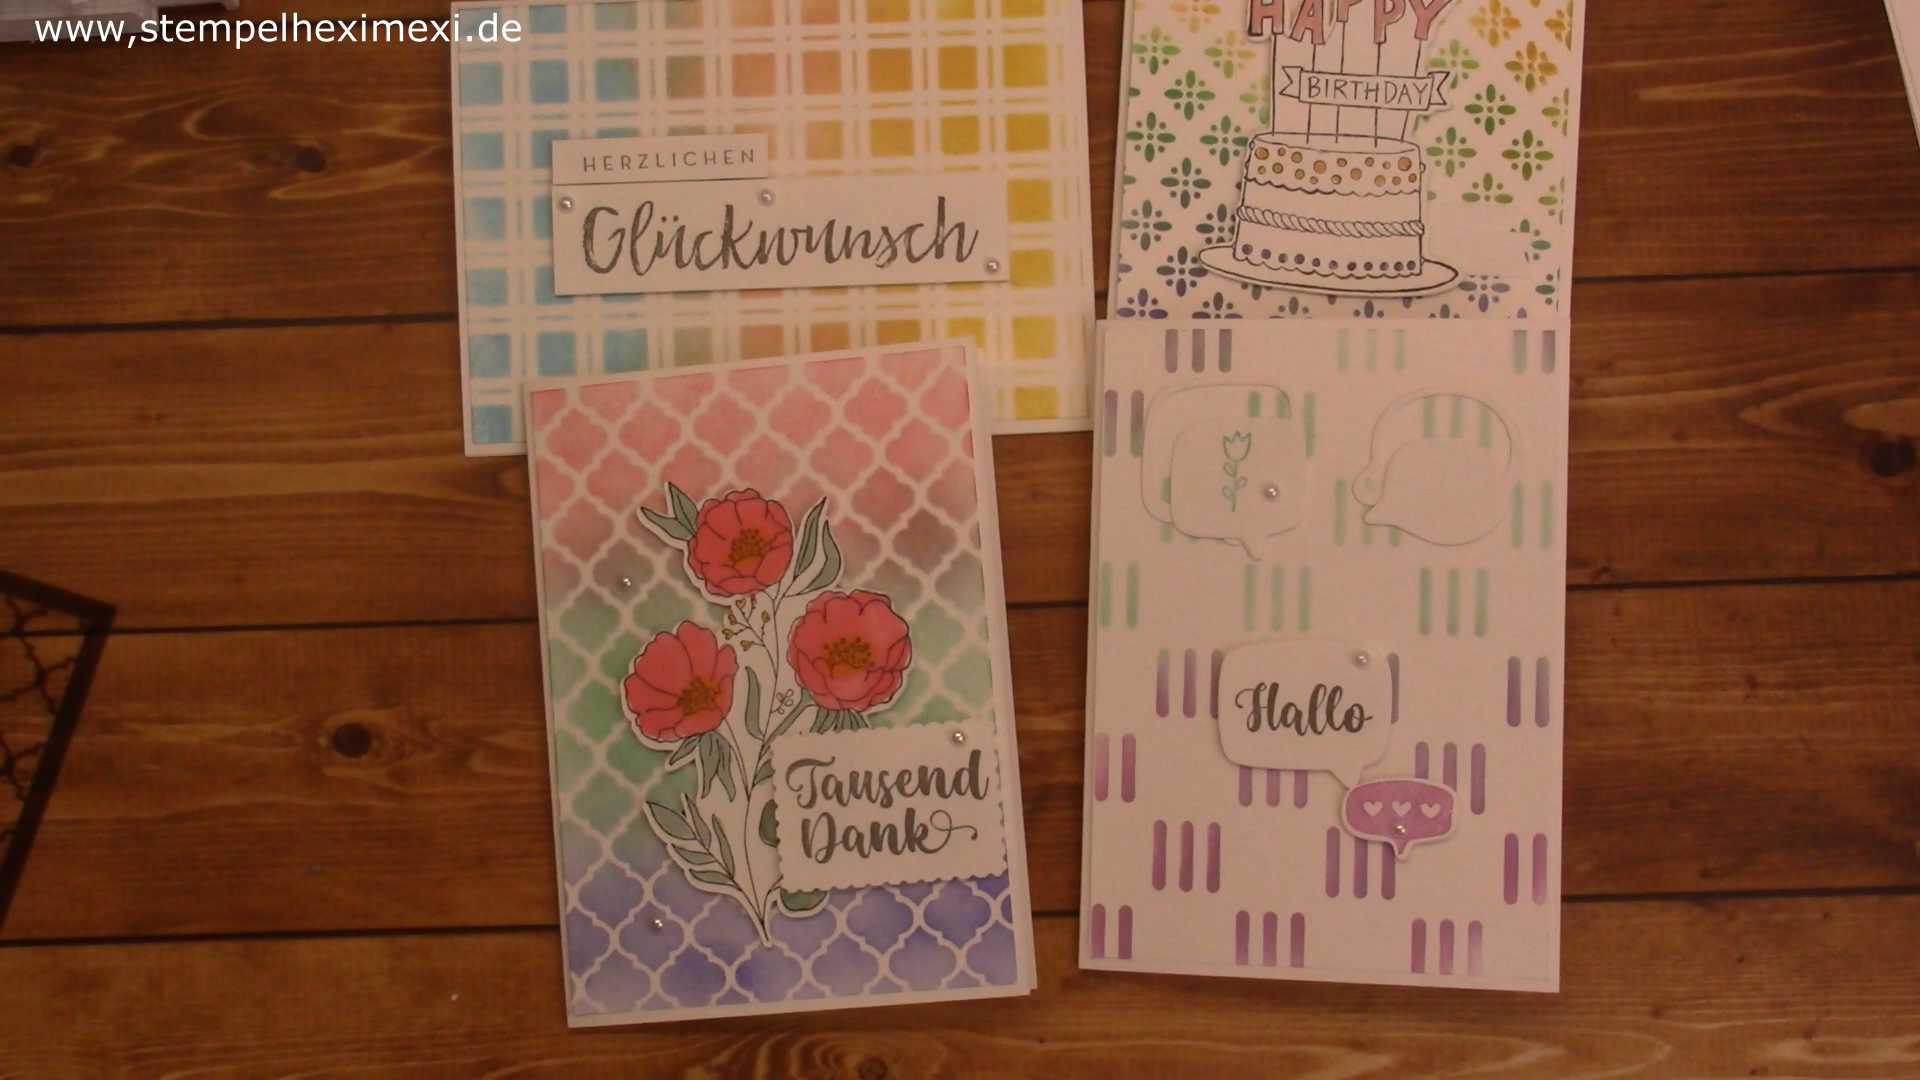 www,stempelheximexi.de
HERZLICHEN
Glückwunsch
HAPPY
BIRTHDAY
Tausend
Dank
Hallo